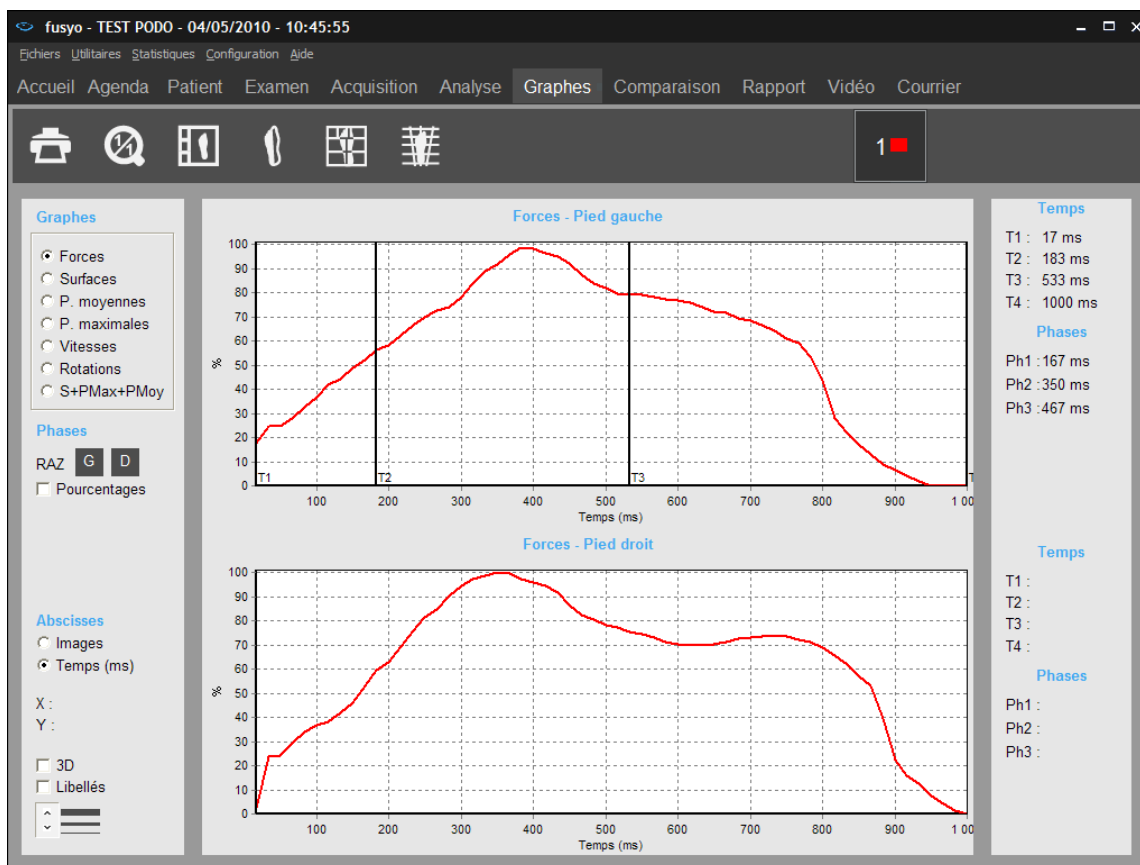 fusyo - TEST PODO - 04/05/2010 - 10:45:55
Fichiers Utilitaires Statistiques Configuration Aide
Accueil Agenda Patient Examen Acquisition Analyse Graphes Comparaison Rapport Vidéo Courrier
1/1
1
Graphes
Forces
Surfaces
P. moyennes
P. maximales
Vitesses
Rotations
S+PMax+PMoy
Phases
RAZ G D
Pourcentages
Abscisses
Images
Temps (ms)
X :
Y :
3D
Libellés
Forces - Pied gauche
100
90
80
70
60
50
40
30
20
10
0
%
T1 T2 T3 T
100 200 300 400 500 600 700 800 900 1 00
Temps (ms)
Forces - Pied droit
100
90
80
70
60
50
40
30
20
10
0
%
100 200 300 400 500 600 700 800 900 1 00
Temps (ms)
Temps
T1 : 17 ms
T2 : 183 ms
T3 : 533 ms
T4 : 1000 ms
Phases
Ph1 :167 ms
Ph2 :350 ms
Ph3 :467 ms
Temps
T1 :
T2 :
T3 :
T4 :
Phases
Ph1 :
Ph2 :
Ph3 :